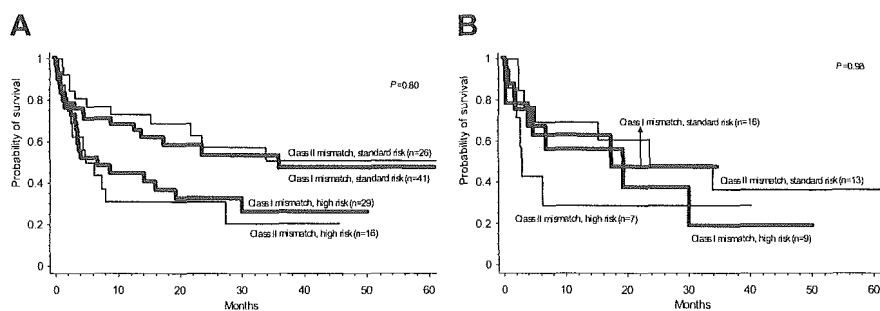 A
P=0.80
Probability of survival
1
0.8
0.6
0.4
0.2
0
Class II mismatch, standard risk (n=26)
Class I mismatch, standard risk (n=41)
Class I mismatch, high risk (n=29)
Class II mismatch, high risk (n=16)
0 10 20 30 40 50 60
Months
B
P=0.98
Probability of survival
1
0.8
0.6
0.4
0.2
0
Class I mismatch, standard risk (n=16)
Class II mismatch, standard risk (n=13)
Class II mismatch, high risk (n=7)
Class I mismatch, high risk (n=9)
0 10 20 30 40 50 60
Months